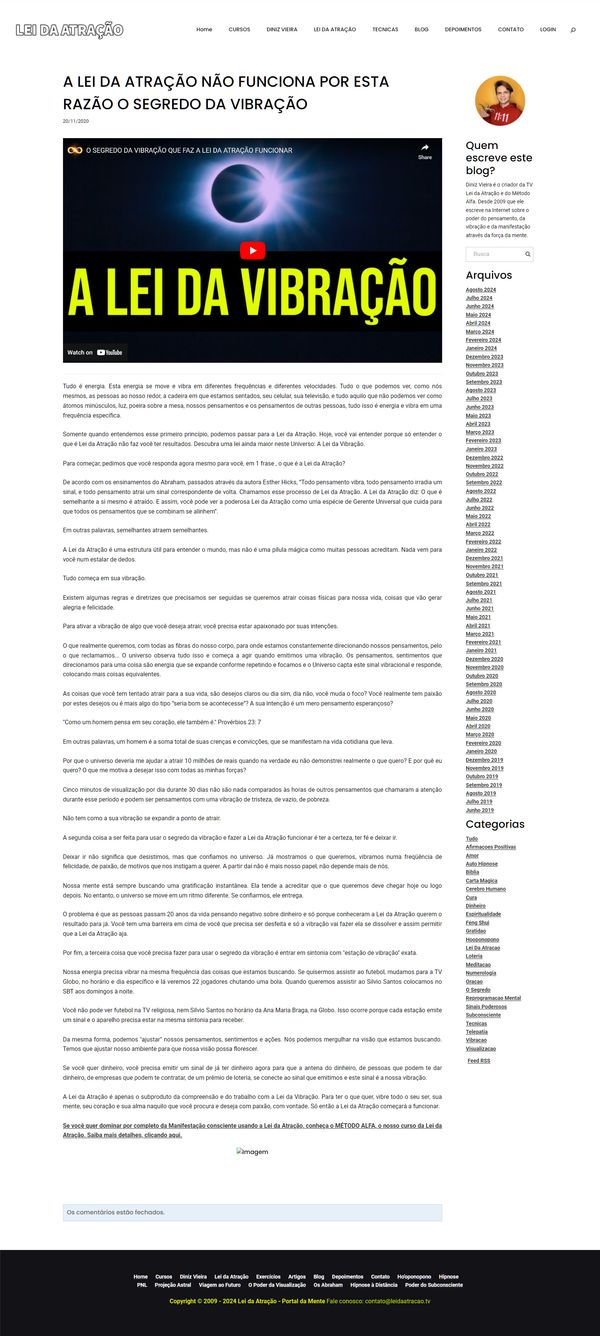 LEI DA ATRAÇÃO
Home CURSOS DINIZ VIEIRA LEI DA ATRAÇÃO TECNICAS BLOG DEPOIMENTOS CONTATO LOGIN
A LEI DA ATRAÇÃO NÃO FUNCIONA POR ESTA
RAZÃO O SEGREDO DA VIBRAÇÃO
20/11/2020
O SEGREDO DA VIBRAÇÃO QUE FAZ A LEI DA ATRAÇÃO FUNCIONAR
Share
A LEI DA VIBRAÇÃO
Watch on YouTube
Tudo é energia. Esta energia se move e vibra em diferentes frequências e diferentes velocidades. Tudo o que podemos ver, como nós
mesmos, as pessoas ao nosso redor, a cadeira em que estamos sentados, seu celular, sua televisão, e tudo aquilo que não podemos ver como
átomos minúsculos, luz, poeira sobre a mesa, nossos pensamentos e os pensamentos de outras pessoas, tudo isso é energia e vibra em uma
frequência específica.
Somente quando entendemos esse primeiro princípio, podemos passar para a Lei da Atração. Hoje, você vai entender porque só entender o
que é Lei da Atração não faz você ter resultados. Descubra uma lei ainda maior neste Universo: A Lei da Vibração.
Para começar, pedimos que você responda agora mesmo para você, em 1 frase , o que é a Lei da Atração?
De acordo com os ensinamentos do Abraham, passados através da autora Esther Hicks, "Todo pensamento vibra, todo pensamento irradia um
sinal, e todo pensamento atrai um sinal correspondente de volta. Chamamos esse processo de Lei da Atração. A Lei da Atração diz: O que é
semelhante a si mesmo é atraído. E assim, você pode ver a poderosa Lei da Atração como uma espécie de Gerente Universal que cuida para
que todos os pensamentos que se combinam se alinhem".
Em outras palavras, semelhantes atraem semelhantes.
A Lei da Atração é uma estrutura útil para entender o mundo, mas não é uma pílula mágica como muitas pessoas acreditam. Nada vem para
você num estalar de dedos.
Tudo começa em sua vibração.
Existem algumas regras e diretrizes que precisamos ser seguidas se queremos atrair coisas físicas para nossa vida, coisas que vão gerar
alegria e felicidade.
Para ativar a vibração de algo que você deseja atrair, você precisa estar apaixonado por suas intenções.
O que realmente queremos, com todas as fibras do nosso corpo, para onde estamos constantemente direcionando nossos pensamentos, pelo
o que reclamamos... O universo observa tudo isso e começa a agir quando emitimos uma vibração. Os pensamentos, sentimentos que
direcionamos para uma coisa são energia que se expande conforme repetindo e focamos e o Universo capta este sinal vibracional e responde,
colocando mais coisas equivalentes.
As coisas que você tem tentado atrair para a sua vida, são desejos claros ou dia sim, dia não, você muda o foco? Você realmente tem paixão
por estes desejos ou é mais algo do tipo "seria bom se acontecesse"? A sua intenção é um mero pensamento esperançoso?
"Como um homem pensa em seu coração, ele também é." Provérbios 23: 7
Em outras palavras, um homem é a soma total de suas crenças e convicções, que se manifestam na vida cotidiana que leva.
Por que o universo deveria me ajudar a atrair 10 milhões de reais quando na verdade eu não demonstrei realmente o que quero? E por quê eu
quero? O que me motiva a desejar isso com todas as minhas forças?
Cinco minutos de visualização por dia durante 30 dias não são nada comparados às horas de outros pensamentos que chamaram a atenção
durante esse período e podem ser pensamentos com uma vibração de tristeza, de vazio, de pobreza.
Não tem como a sua vibração se expandir a ponto de atrair.
A segunda coisa a ser feita para usar o segredo da vibração e fazer a Lei da Atração funcionar é ter a certeza, ter fé e deixar ir.
Deixar ir não significa que desistimos, mas que confiamos no universo. Já mostramos o que queremos, vibramos numa freqüência de
felicidade, de paixão, de motivos que nos instigam a querer. A partir daí não é mais nosso papel, não depende mais de nós.
Nossa mente está sempre buscando uma gratificação instantânea. Ela tende a acreditar que o que queremos deve chegar hoje ou logo
depois. No entanto, o universo se move em um ritmo diferente. Se confiarmos, ele entrega.
O problema é que as pessoas passam 20 anos da vida pensando negativo sobre dinheiro e só porque conheceram a Lei da Atração querem o
resultado para já. Você tem uma barreira em cima de você que precisa ser desfeita e só a vibração vai fazer ela se dissolver e assim permitir
que a Lei da Atração aja.
Por fim, a terceira coisa que você precisa fazer para usar o segredo da vibração é entrar em sintonia com "estação de vibração" exata.
Nossa energia precisa vibrar na mesma frequência das coisas que estamos buscando. Se quisermos assistir ao futebol, mudamos para a TV
Globo, no horário e dia específico e lá veremos 22 jogadores chutando uma bola. Quando queremos assistir ao Silvio Santos colocamos no
SBT aos domingos à noite.
Você não pode ver futebol na TV religiosa, nem Silvio Santos no horário da Ana Maria Braga, na Globo. Isso ocorre porque cada estação emite
um sinal e o aparelho precisa estar na mesma sintonia para receber.
Da mesma forma, podemos "ajustar" nossos pensamentos, sentimentos e ações. Nós podemos mergulhar na visão que estamos buscando.
Temos que ajustar nosso ambiente para que nossa visão possa florescer.
Se você quer dinheiro, você precisa emitir um sinal de já ter dinheiro agora para que a antena do dinheiro, de pessoas que podem te dar
dinheiro, de empresas que podem te contratar, de um prêmio de loteria, se conecte ao sinal que emitimos e este sinal é a nossa vibração.
A Lei da Atração é apenas o subproduto da compreensão e do trabalho com a Lei da Vibração. Para ter o que quer, vibre todo o seu ser, sua
mente, seu coração e sua alma naquilo que você procura e deseja com paixão, com vontade. Só então a Lei da Atração começará a funcionar.
Se você quer dominar por completo da Manifestação consciente usando a Lei da Atração, conheça o MÉTODO ALFA, o nosso curso da Lei da
Atração. Saiba mais detalhes, clicando aqui.
Imagem
Os comentários estão fechados.
11:11
Quem
escreve este
blog?
Diniz Vieira é o criador da TV
Lei da Atração e do Método
Alfa. Desde 2009 que ele
escreve na Internet sobre o
poder do pensamento, da
vibração e da manifestação
através da força da mente.
Busca
Arquivos
Agosto 2024
Julho 2024
Junho 2024
Maio 2024
Abril 2024
Março 2024
Fevereiro 2024
Janeiro 2024
Dezembro 2023
Novembro 2023
Outubro 2023
Setembro 2023
Agosto 2023
Julho 2023
Junho 2023
Maio 2023
Abril 2023
Março 2023
Fevereiro 2023
Janeiro 2023
Dezembro 2022
Novembro 2022
Outubro 2022
Setembro 2022
Agosto 2022
Julho 2022
Junho 2022
Maio 2022
Abril 2022
Março 2022
Fevereiro 2022
Janeiro 2022
Dezembro 2021
Novembro 2021
Outubro 2021
Setembro 2021
Agosto 2021
Julho 2021
Junho 2021
Maio 2021
Abril 2021
Março 2021
Fevereiro 2021
Janeiro 2021
Dezembro 2020
Novembro 2020
Outubro 2020
Setembro 2020
Agosto 2020
Julho 2020
Junho 2020
Maio 2020
Abril 2020
Março 2020
Fevereiro 2020
Janeiro 2020
Dezembro 2019
Novembro 2019
Outubro 2019
Setembro 2019
Agosto 2019
Julho 2019
Junho 2019
Categorias
Tudo
Afirmacoes Positivas
Amor
Auto Hipnose
Biblia
Carta Magica
Cerebro Humano
Cura
Dinheiro
Espiritualidade
Feng Shui
Gratidao
Hooponopono
Lei Da Atracao
Loteria
Meditacao
Numerologia
Oracao
O Segredo
Reprogramacao Mental
Sinais Poderosos
Subconsciente
Tecnicas
Telepatia
Vibracao
Visualizacao
Feed RSS
Home Cursos Diniz Vieira Lei da Atração Exercícios Artigos Blog Depoimentos Contato Ho'oponopono Hipnose
PNL Projeção Astral Viagem ao Futuro O Poder da Visualização Os Abraham Hipnose à Distância Poder do Subconsciente
Copyright © 2009 - 2024 Lei da Atração - Portal da Mente Fale conosco: contato@leidaatracao.tv